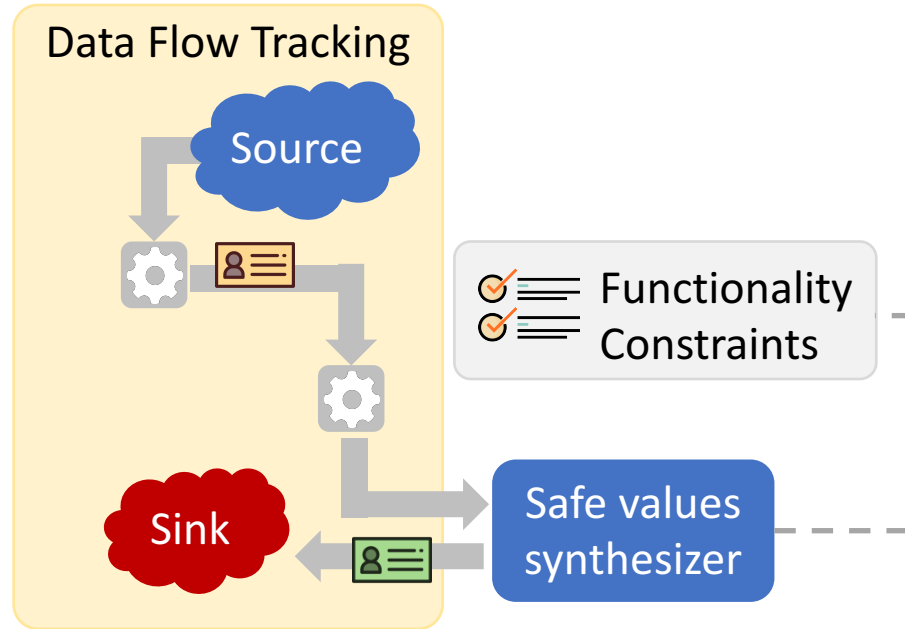 Data Flow Tracking
Source
Functionality
Constraints
Sink
Safe values
synthesizer